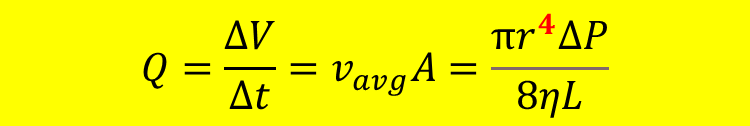 Q = ΔV/Δt = v_avg A = πr⁴ΔP/8ηL